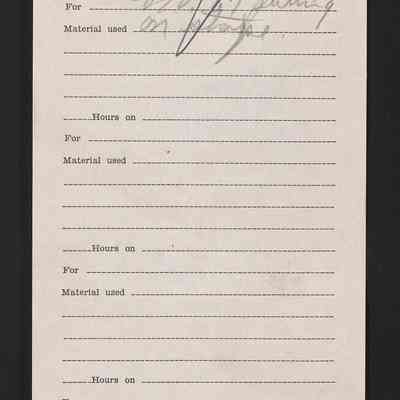 For
Material used on
Hours on
For
Material used
Hours on
For
Material used
Hours on